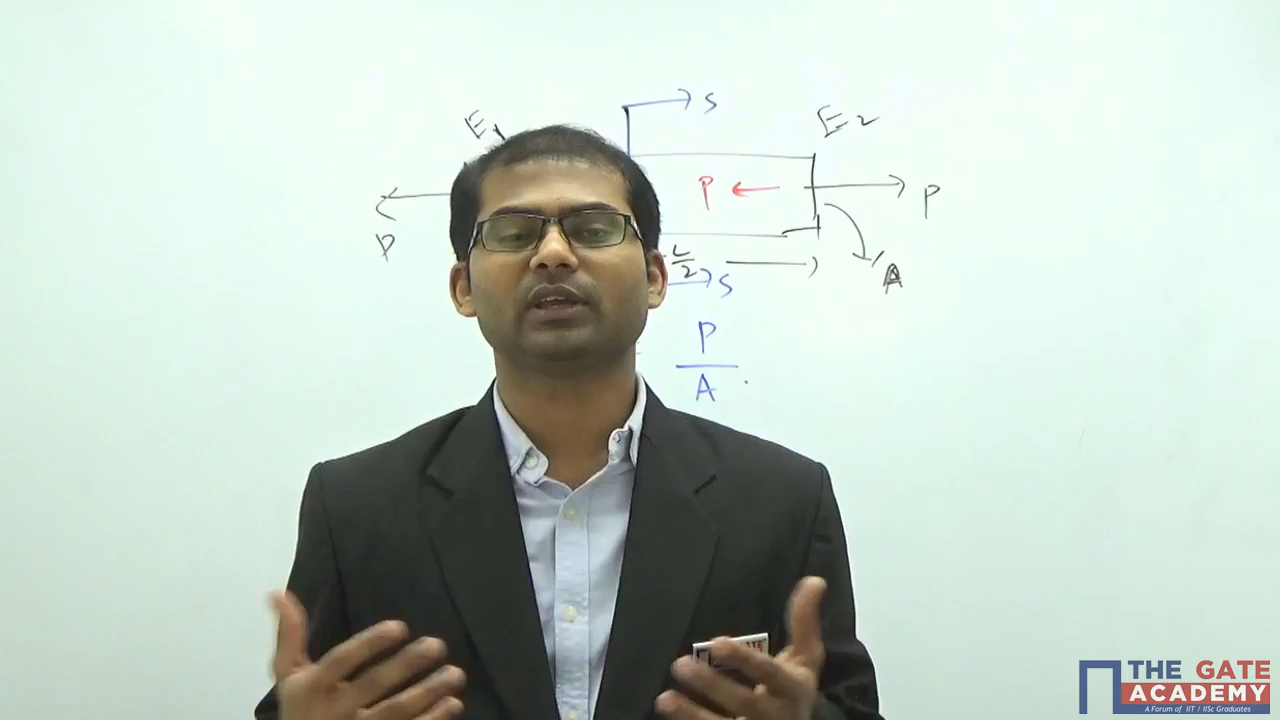 S
E1
E2
P
P
P
L/2
S
A
P
A
THE GATE
ACADEMY
A Forum of IIT / IISc Graduates